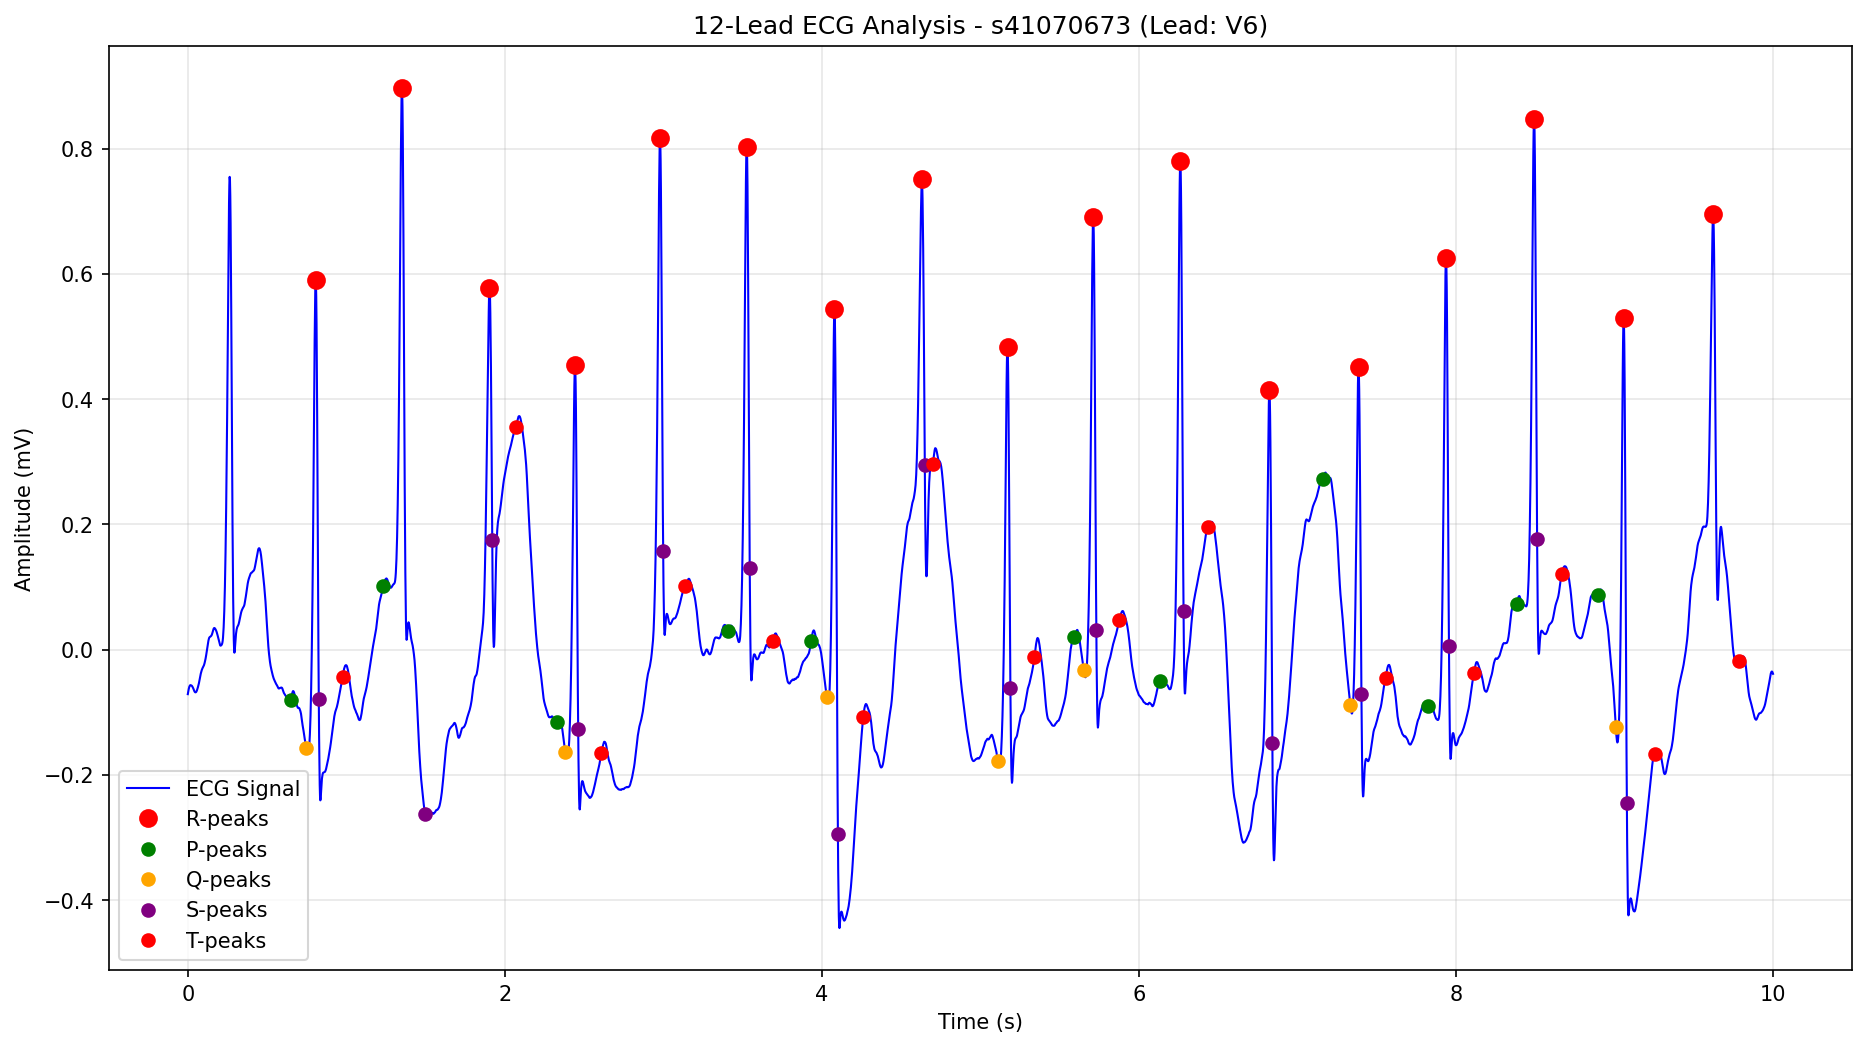 12-Lead ECG Analysis - s41070673 (Lead: V6)
Amplitude (mV)
0.8
0.6
0.4
0.2
0.0
−0.2
−0.4
ECG Signal
R-peaks
P-peaks
Q-peaks
S-peaks
T-peaks
0 2 4 6 8 10
Time (s)